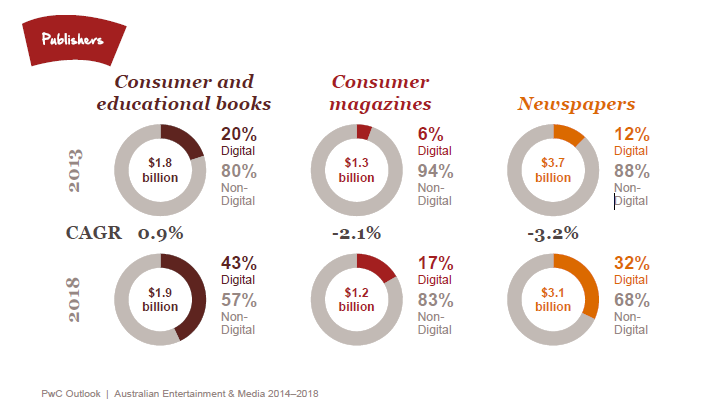 Publishers
Consumer and
educational books
Consumer
magazines
Newspapers
2013
$1.8
billion
20%
Digital
80%
Non-
Digital
$1.3
billion
6%
Digital
94%
Non-
Digital
$3.7
billion
12%
Digital
88%
Non-
Digital
CAGR 0.9%
-2.1%
-3.2%
2018
$1.9
billion
43%
Digital
57%
Non-
Digital
$1.2
billion
17%
Digital
83%
Non-
Digital
$3.1
billion
32%
Digital
68%
Non-
Digital
PwC Outlook | Australian Entertainment & Media 2014–2018